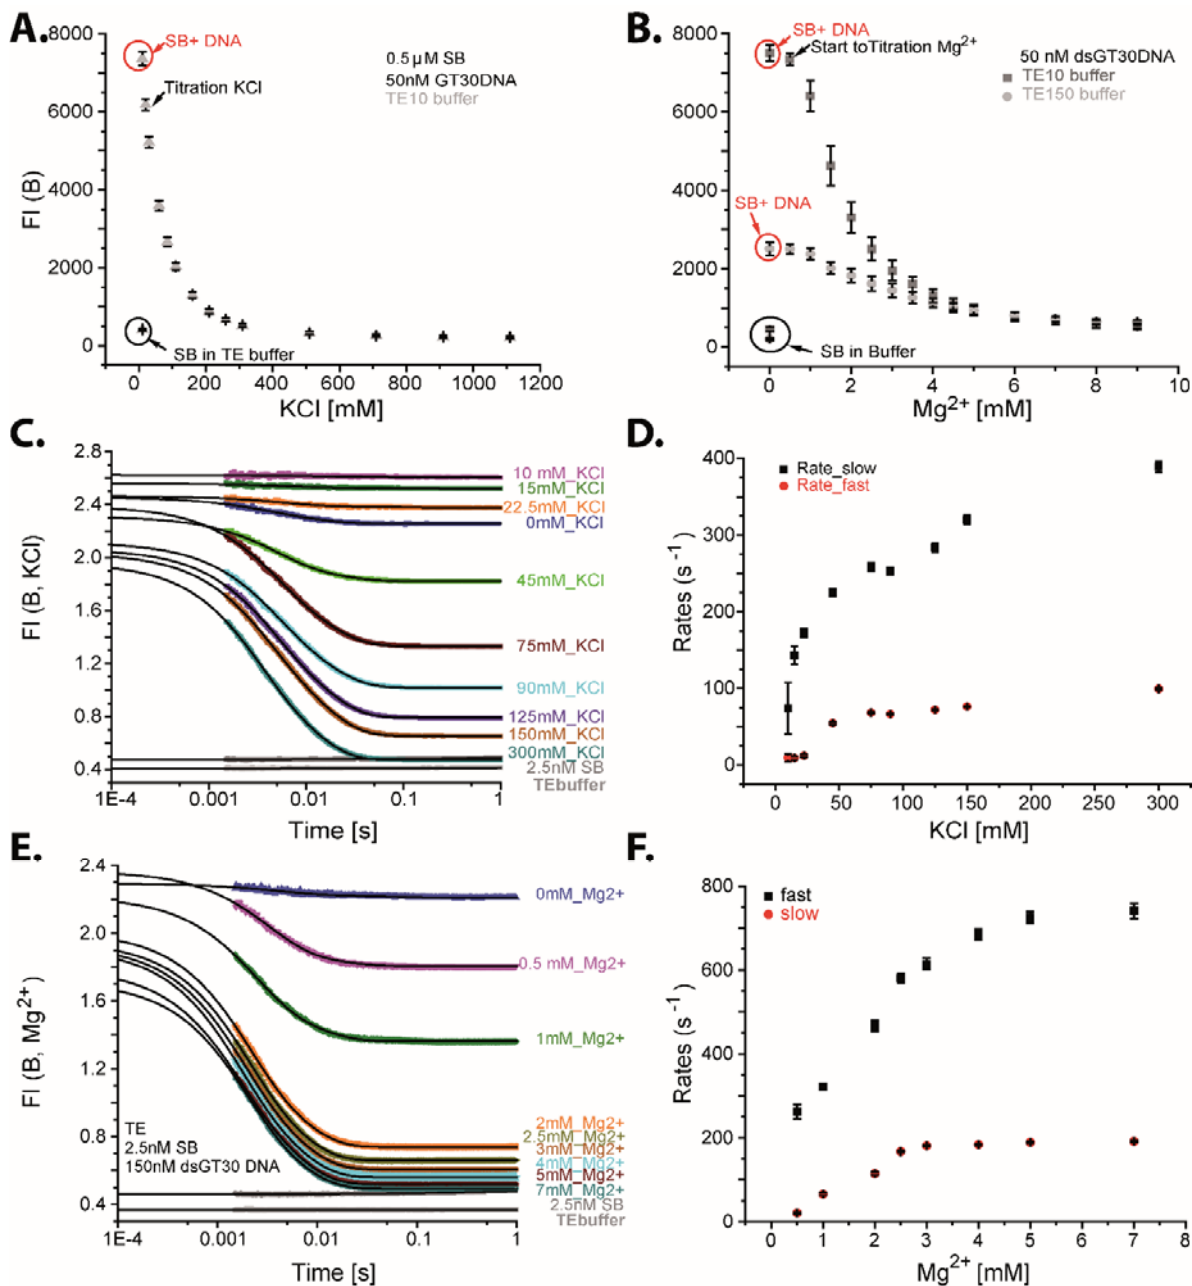 A.
8000
6000
4000
2000
0
FI (B)
SB+ DNA
Titration KCl
0.5 µM SB
50nM GT30DNA
TE10 buffer
SB in TE buffer
0 200 400 600 800 1000 1200
KCl [mM]
B.
8000
6000
4000
2000
0
SB+ DNA
Start toTitration Mg2+
50 nM dsGT30DNA
TE10 buffer
TE150 buffer
SB+ DNA
SB in Buffer
0 2 4 6 8 10
Mg2+ [mM]
C.
2.8
2.4
2.0
1.6
1.2
0.8
0.4
FI (B, KCl)
10 mM_KCl
15mM_KCl
22.5mM_KCl
0mM_KCl
45mM_KCl
75mM_KCl
90mM_KCl
125mM_KCl
150mM_KCl
300mM_KCl
2.5nM SB
TEbuffer
1E-4 0.001 0.01 0.1 1
Time [s]
D.
400
300
200
100
0
Rates (s-1)
Rate_slow
Rate_fast
0 50 100 150 200 250 300
KCl [mM]
E.
2.4
2.0
1.6
1.2
0.8
0.4
FI (B, Mg2+)
0mM_Mg2+
0.5 mM_Mg2+
1mM_Mg2+
2mM_Mg2+
2.5mM_Mg2+
3mM_Mg2+
4mM_Mg2+
5mM_Mg2+
7mM_Mg2+
2.5nM SB
TEbuffer
TE
2.5nM SB
150nM dsGT30 DNA
1E-4 0.001 0.01 0.1 1
Time [s]
F.
800
600
400
200
0
Rates (s-1)
fast
slow
0 1 2 3 4 5 6 7 8
Mg2+ [mM]